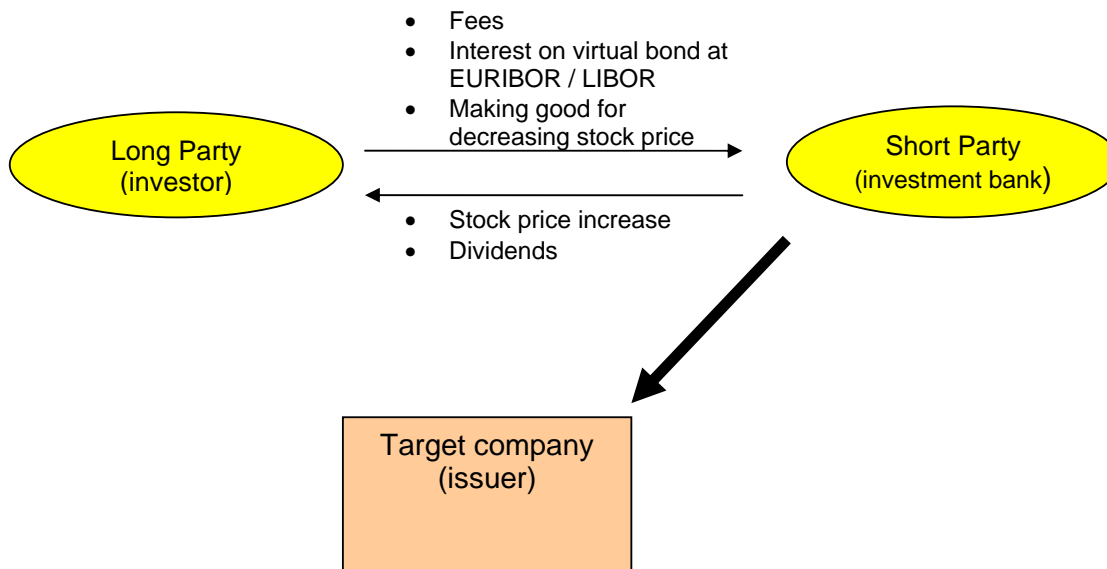 • Fees
• Interest on virtual bond at
EURIBOR / LIBOR
• Making good for
decreasing stock price
Long Party
(investor)
Short Party
(investment bank)
• Stock price increase
• Dividends
Target company
(issuer)